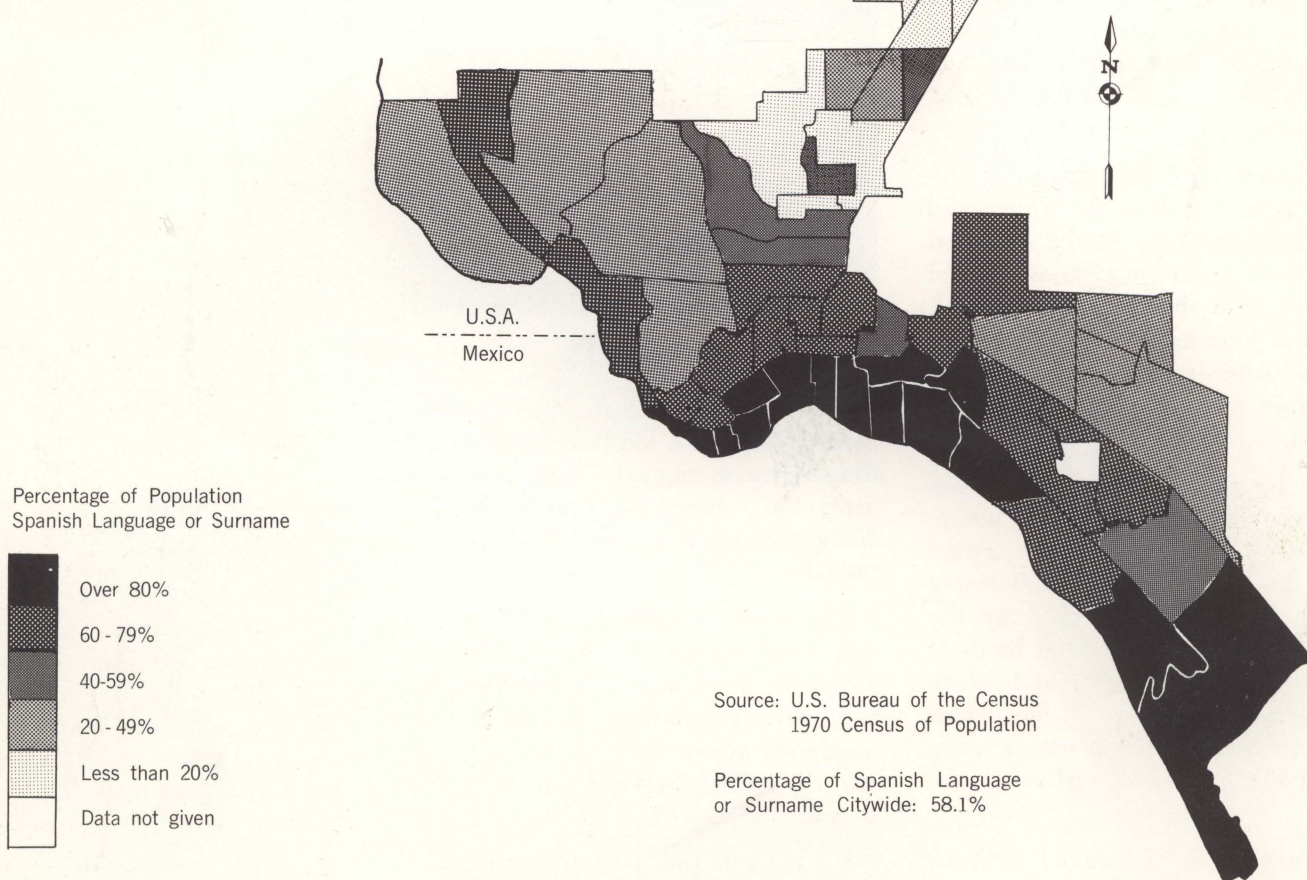 N
U.S.A.
Mexico
Percentage of Population
Spanish Language or Surname
Over 80%
60 - 79%
40-59%
20 - 49%
Less than 20%
Data not given
Source: U.S. Bureau of the Census
1970 Census of Population
Percentage of Spanish Language
or Surname Citywide: 58.1%